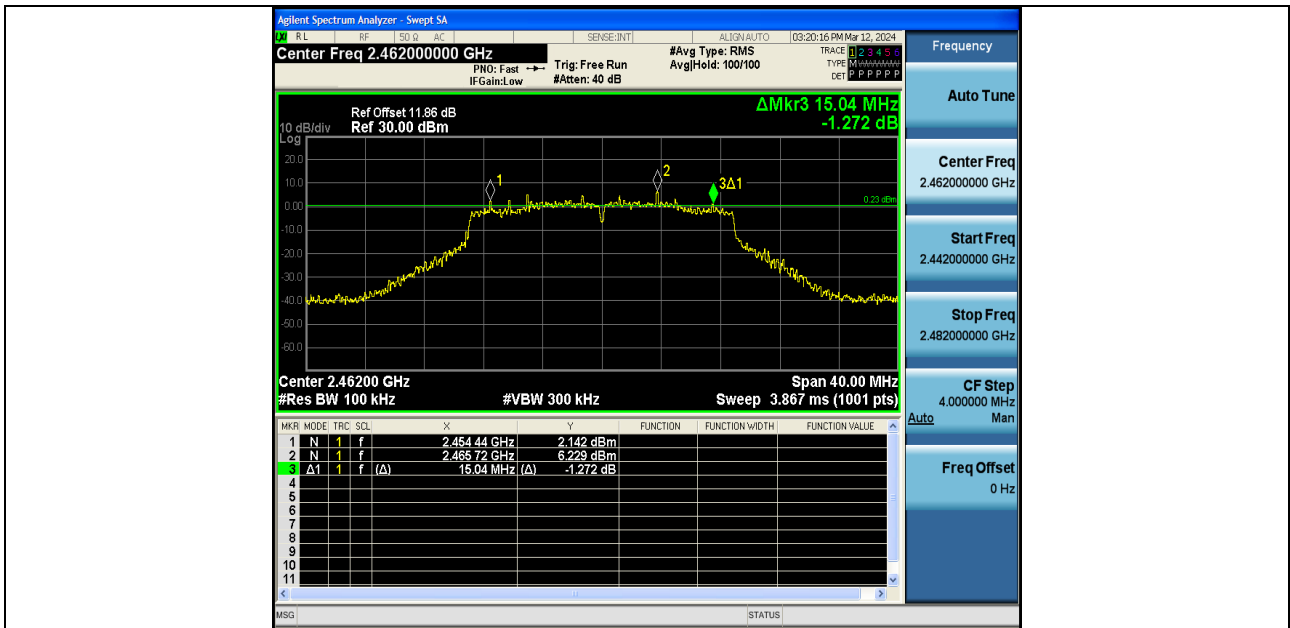 Agilent Spectrum Analyzer - Swept SA
LXI RL RF 50 Ω AC SENSE:INT ALIGN AUTO 03:20:16 PM Mar 12, 2024
Center Freq 2.462000000 GHz
PNO: Fast
IFGain:Low
Trig: Free Run
#Atten: 40 dB
#Avg Type: RMS
Avg|Hold: 100/100
TRACE 1 2 3 4 5 6
TYPE M
DET P P P P P P
ΔMkr3 15.04 MHz
-1.272 dB
Ref Offset 11.86 dB
10 dB/div Ref 30.00 dBm
Log
20.0
10.0
0.00
-10.0
-20.0
-30.0
-40.0
-50.0
-60.0
1
2
3Δ1
0.23 dBm
Center 2.46200 GHz Span 40.00 MHz
#Res BW 100 kHz #VBW 300 kHz Sweep 3.867 ms (1001 pts)
MKR MODE TRC SCL X Y FUNCTION FUNCTION WIDTH FUNCTION VALUE
1 N 1 f 2.454 44 GHz 2.142 dBm
2 N 1 f 2.465 72 GHz 6.229 dBm
3 Δ1 1 f (Δ) 15.04 MHz (Δ) -1.272 dB
4
5
6
7
8
9
10
11
MSG STATUS
Frequency
Auto Tune
Center Freq
2.462000000 GHz
Start Freq
2.442000000 GHz
Stop Freq
2.482000000 GHz
CF Step
4.000000 MHz
Auto Man
Freq Offset
0 Hz